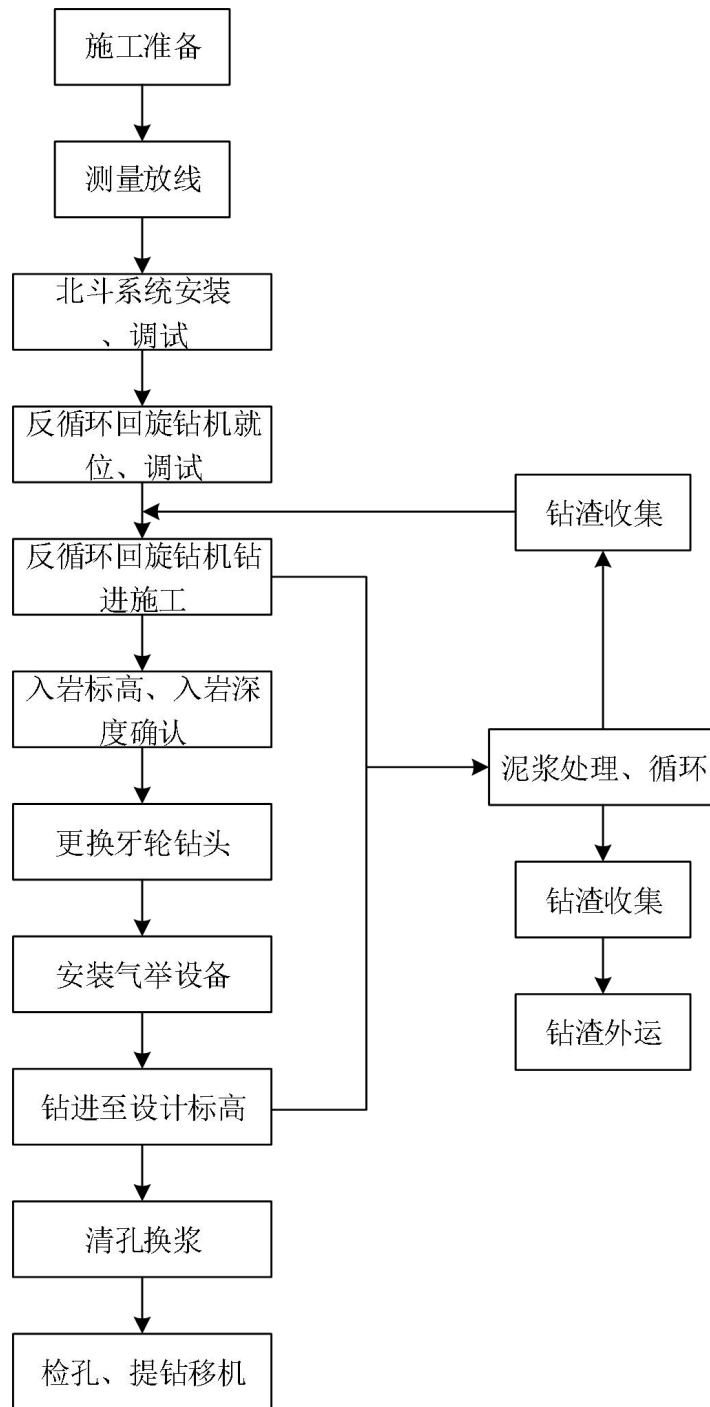 施工准备
测量放线
北斗系统安装
、调试
反循环回旋钻机就
位、调试
反循环回旋钻机钻
进施工
入岩标高、入岩深
度确认
更换牙轮钻头
安装气举设备
钻进至设计标高
清孔换浆
检孔、提钻移机
钻渣收集
泥浆处理、循环
钻渣收集
钻渣外运